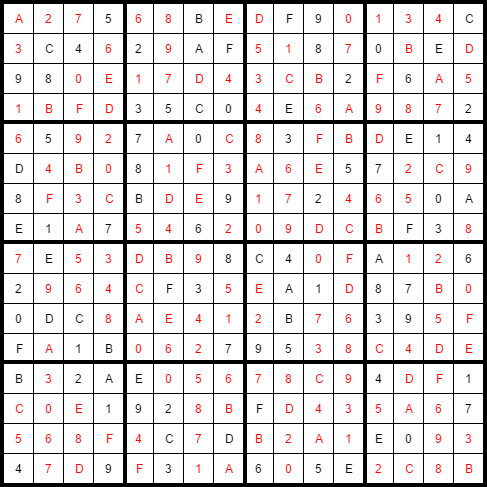 A 2 7 5 6 8 B E D F 9 0 1 3 4 C
3 C 4 6 2 9 A F 5 1 8 7 0 B E D
9 8 0 E 1 7 D 4 3 C B 2 F 6 A 5
1 B F D 3 5 C 0 4 E 6 A 9 8 7 2
6 5 9 2 7 A 0 C 8 3 F B D E 1 4
D 4 B 0 8 1 F 3 A 6 E 5 7 2 C 9
8 F 3 C B D E 9 1 7 2 4 6 5 0 A
E 1 A 7 5 4 6 2 0 9 D C B F 3 8
7 E 5 3 D B 9 8 C 4 0 F A 1 2 6
2 9 6 4 C F 3 5 E A 1 D 8 7 B 0
0 D C 8 A E 4 1 2 B 7 6 3 9 5 F
F A 1 B 0 6 2 7 9 5 3 8 C 4 D E
B 3 2 A E 0 5 6 7 8 C 9 4 D F 1
C 0 E 1 9 2 8 B F D 4 3 5 A 6 7
5 6 8 F 4 C 7 D B 2 A 1 E 0 9 3
4 7 D 9 F 3 1 A 6 0 5 E 2 C 8 B